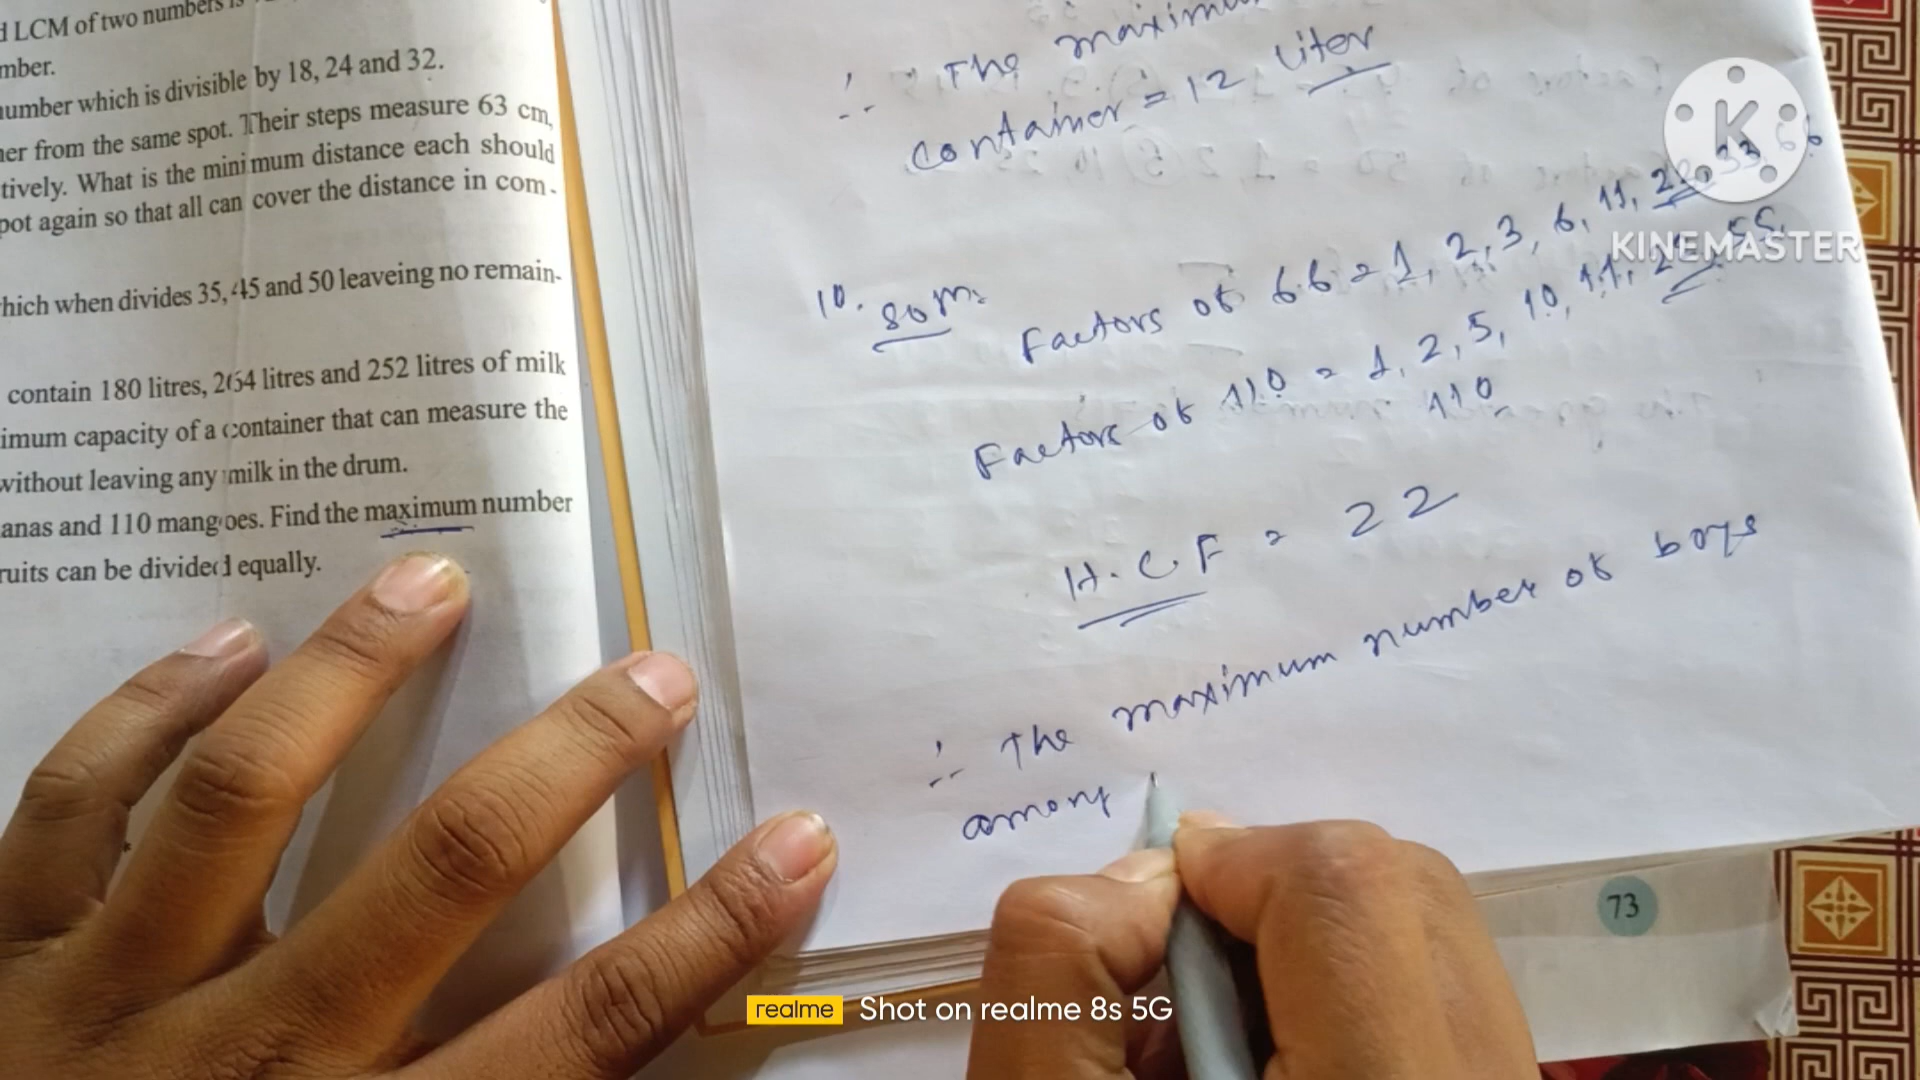 LCM of two numbers is
mber.
number which is divisible by 18, 24 and 32.
er from the same spot. Their steps measure 63 cm,
tively. What is the minimum distance each should
pot again so that all can cover the distance in com-
hich when divides 35, 45 and 50 leaveing no remain-
contain 180 litres, 264 litres and 252 litres of milk
imum capacity of a container that can measure the
without leaving any milk in the drum.
anas and 110 mangoes. Find the maximum number
ruits can be divided equally.
∴ The maximu
container = 12 liter
10. som:
Factors of 66 = 1, 2, 3, 6, 11, 22, 33, 66
Factors of 110 = 1, 2, 5, 10, 11, 22, 55,
110
H.C.F = 22
∴ The maximum number of boys
among
73
K
KINEMASTER
realme Shot on realme 8s 5G